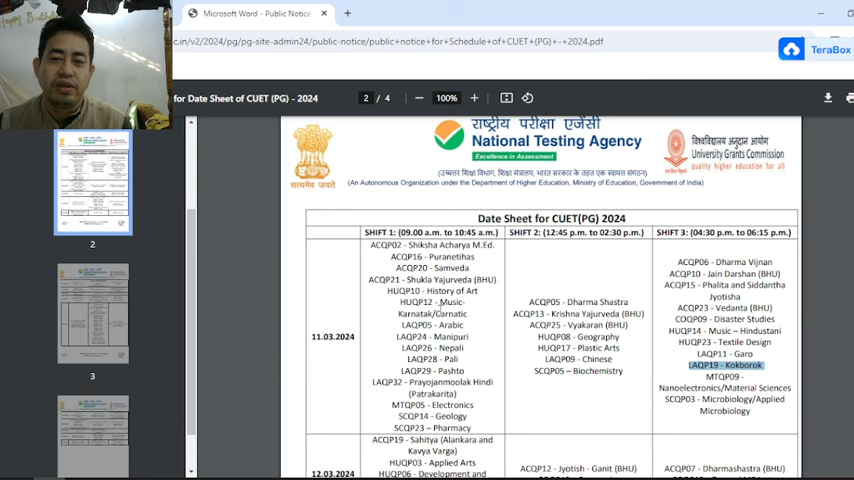 Happy Birthday
Microsoft Word - Public Notice
c.in/v2/2024/pg/pg-site-admin24/public-notice/public+notice+for+Schedule+of+CUET+(PG)+-+2024.pdf
TeraBox
for Date Sheet of CUET (PG) - 2024
2 / 4
100%
राष्ट्रीय परीक्षा एजेंसी
National Testing Agency
Excellence in Assessment
सत्यमेव जयते
विश्वविद्यालय अनुदान आयोग
University Grants Commission
quality higher education for all
(उच्चतर शिक्षा विभाग, शिक्षा मंत्रालय, भारत सरकार के तहत एक स्वायत्त संगठन)
(An Autonomous Organization under the Department of Higher Education, Ministry of Education, Government of India)
Date Sheet for CUET(PG) 2024
SHIFT 1: (09.00 a.m. to 10:45 a.m.)
SHIFT 2: (12:45 p.m. to 02:30 p.m.)
SHIFT 3: (04:30 p.m. to 06:15 p.m.)
11.03.2024
ACQP02 - Shiksha Acharya M.Ed.
ACQP16 - Puranetihas
ACQP20 - Samveda
ACQP21 - Shukla Yajurveda (BHU)
HUQP10 - History of Art
HUQP12 - Music-
Karnatak/Carnatic
LAQP05 - Arabic
LAQP24 - Manipuri
LAQP26 - Nepali
LAQP28 - Pali
LAQP29 - Pashto
LAQP32 - Prayojanmoolak Hindi
(Patrakarita)
MTQP05 - Electronics
SCQP14 - Geology
SCQP23 – Pharmacy
ACQP05 - Dharma Shastra
ACQP13 - Krishna Yajurveda (BHU)
ACQP25 - Vyakaran (BHU)
HUQP08 - Geography
HUQP17 - Plastic Arts
LAQP09 - Chinese
SCQP05 – Biochemistry
ACQP06 - Dharma Vijnan
ACQP10 - Jain Darshan (BHU)
ACQP15 - Phalita and Siddhanta
Jyotisha
ACQP23 - Vedanta (BHU)
COQP09 - Disaster Studies
HUQP14 - Music – Hindustani
HUQP23 - Textile Design
LAQP11 - Garo
LAQP19 - Kokborok
MTQP09 -
Nanoelectronics/Material Sciences
SCQP03 - Microbiology/Applied
Microbiology
12.03.2024
ACQP19 - Sahitya (Alankara and
Kavya Varga)
HUQP03 - Applied Arts
HUQP06 - Development and
ACQP12 - Jyotish - Ganit (BHU)
ACQP07 - Dharmashastra (BHU)
2
3